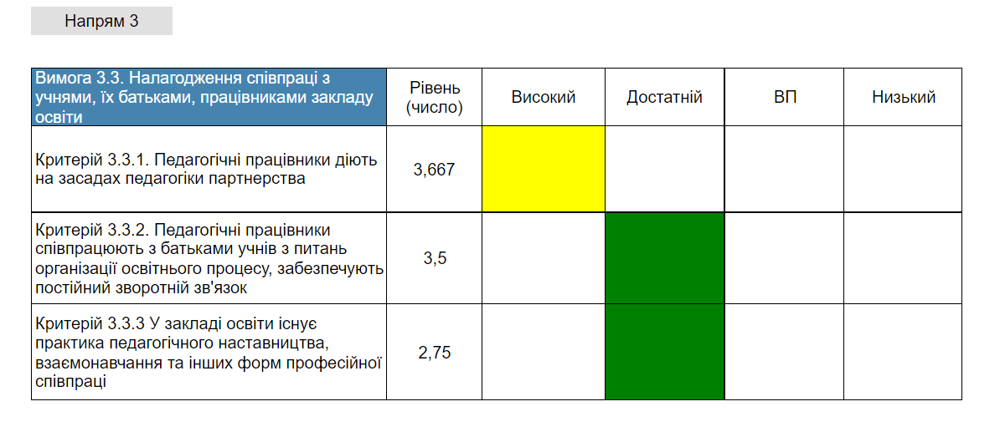 Напрям 3
Вимога 3.3. Налагодження співпраці з
учнями, їх батьками, працівниками закладу
освіти
Рівень
(число)
Високий
Достатній
ВП
Низький
Критерій 3.3.1. Педагогічні працівники діють
на засадах педагогіки партнерства
3,667
Критерій 3.3.2. Педагогічні працівники
співпрацюють з батьками учнів з питань
організації освітнього процесу, забезпечують
постійний зворотній зв'язок
3,5
Критерій 3.3.3 У закладі освіти існує
практика педагогічного наставництва,
взаємонавчання та інших форм професійної
співпраці
2,75